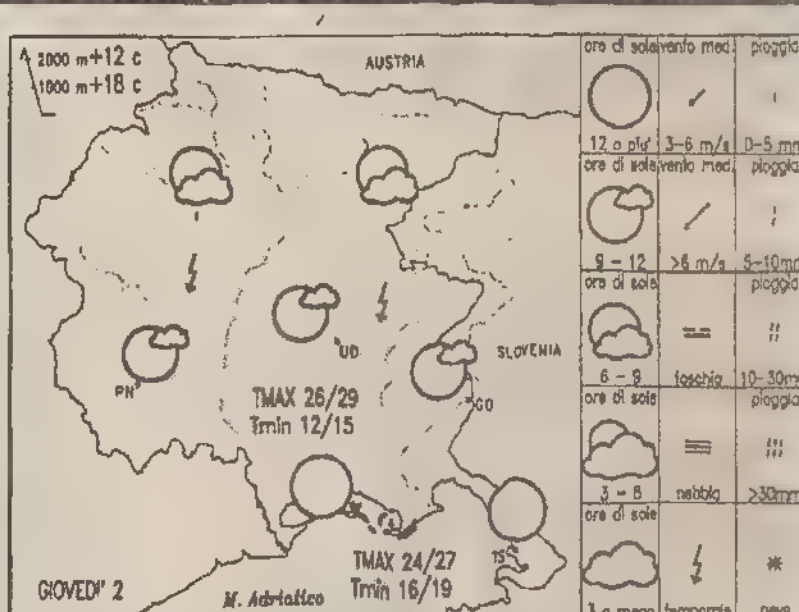 2000 m+12 c
1000 m+18 c
AUSTRIA
SLOVENIA
UD
PN
GO
TMAX 26/29
Tmin 12/15
TS
TMAX 24/27
Tmin 16/19
GIOVEDI' 2
M. Adriatico
ore di sole vento med. pioggia
12 o piu' 3-6 m/s 0-5 mm
ore di sole vento med. pioggia
9 - 12 >6 m/s 5-10mm
ore di sole pioggia
6 - 9 foschia 10-30mm
ore di sole pioggia
nebbia >30mm
ore di sole
3 o meno temporale neve